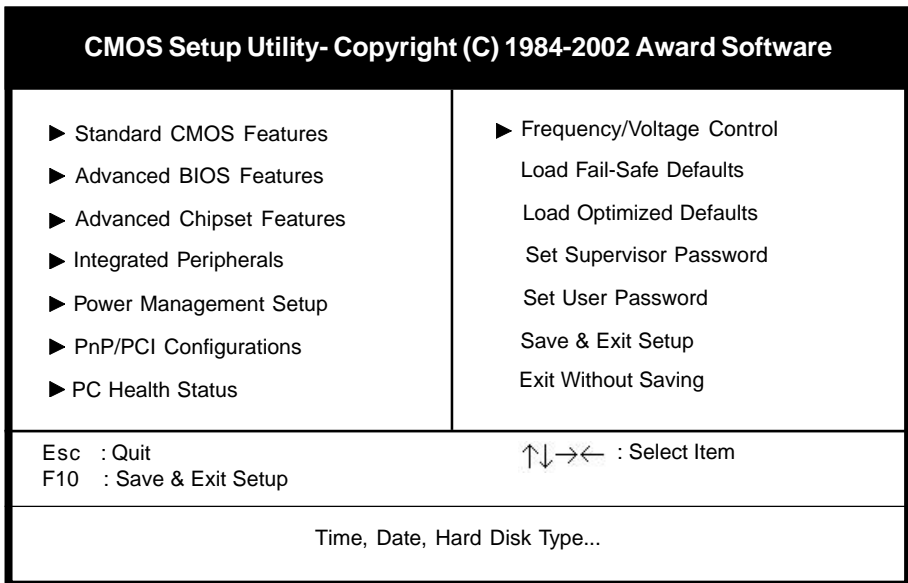 CMOS Setup Utility- Copyright (C) 1984-2002 Award Software
▶ Standard CMOS Features
▶ Advanced BIOS Features
▶ Advanced Chipset Features
▶ Integrated Peripherals
▶ Power Management Setup
▶ PnP/PCI Configurations
▶ PC Health Status
▶ Frequency/Voltage Control
Load Fail-Safe Defaults
Load Optimized Defaults
Set Supervisor Password
Set User Password
Save & Exit Setup
Exit Without Saving
Esc : Quit
F10 : Save & Exit Setup
↑↓→← : Select Item
Time, Date, Hard Disk Type...